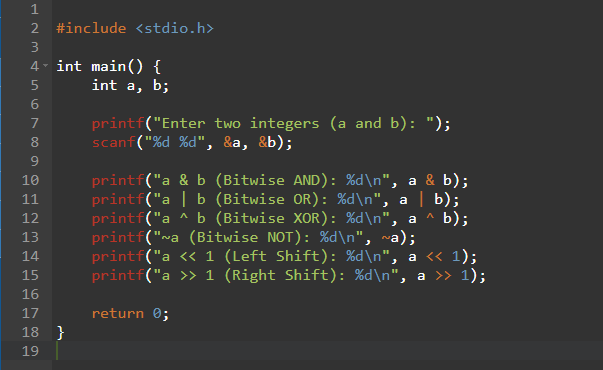 1
2 #include <stdio.h>
3
4 int main() {
5     int a, b;
6
7     printf("Enter two integers (a and b): ");
8     scanf("%d %d", &a, &b);
9
10     printf("a & b (Bitwise AND): %d\n", a & b);
11     printf("a | b (Bitwise OR): %d\n", a | b);
12     printf("a ^ b (Bitwise XOR): %d\n", a ^ b);
13     printf("~a (Bitwise NOT): %d\n", ~a);
14     printf("a << 1 (Left Shift): %d\n", a << 1);
15     printf("a >> 1 (Right Shift): %d\n", a >> 1);
16
17     return 0;
18 }
19